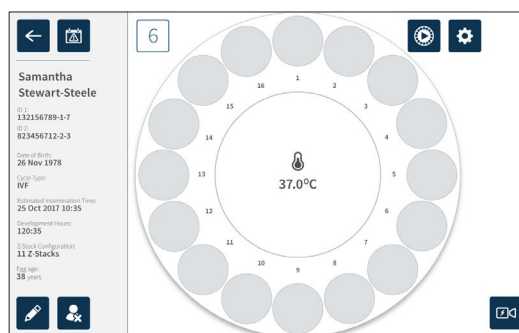 6
Samantha
Stewart-Steele
ID 1:
132156789-1-7
ID 2:
823456712-2-3
Date of Birth:
26 Nov 1978
Cycle Type:
IVF
Estimated Insemination Time:
25 Oct 2017 10:35
Development Hours:
120:35
Z-Stack Configuration:
11 Z-Stacks
Egg age:
38 years
1
2
3
4
5
6
7
8
9
10
11
12
13
14
15
16
37.0°C